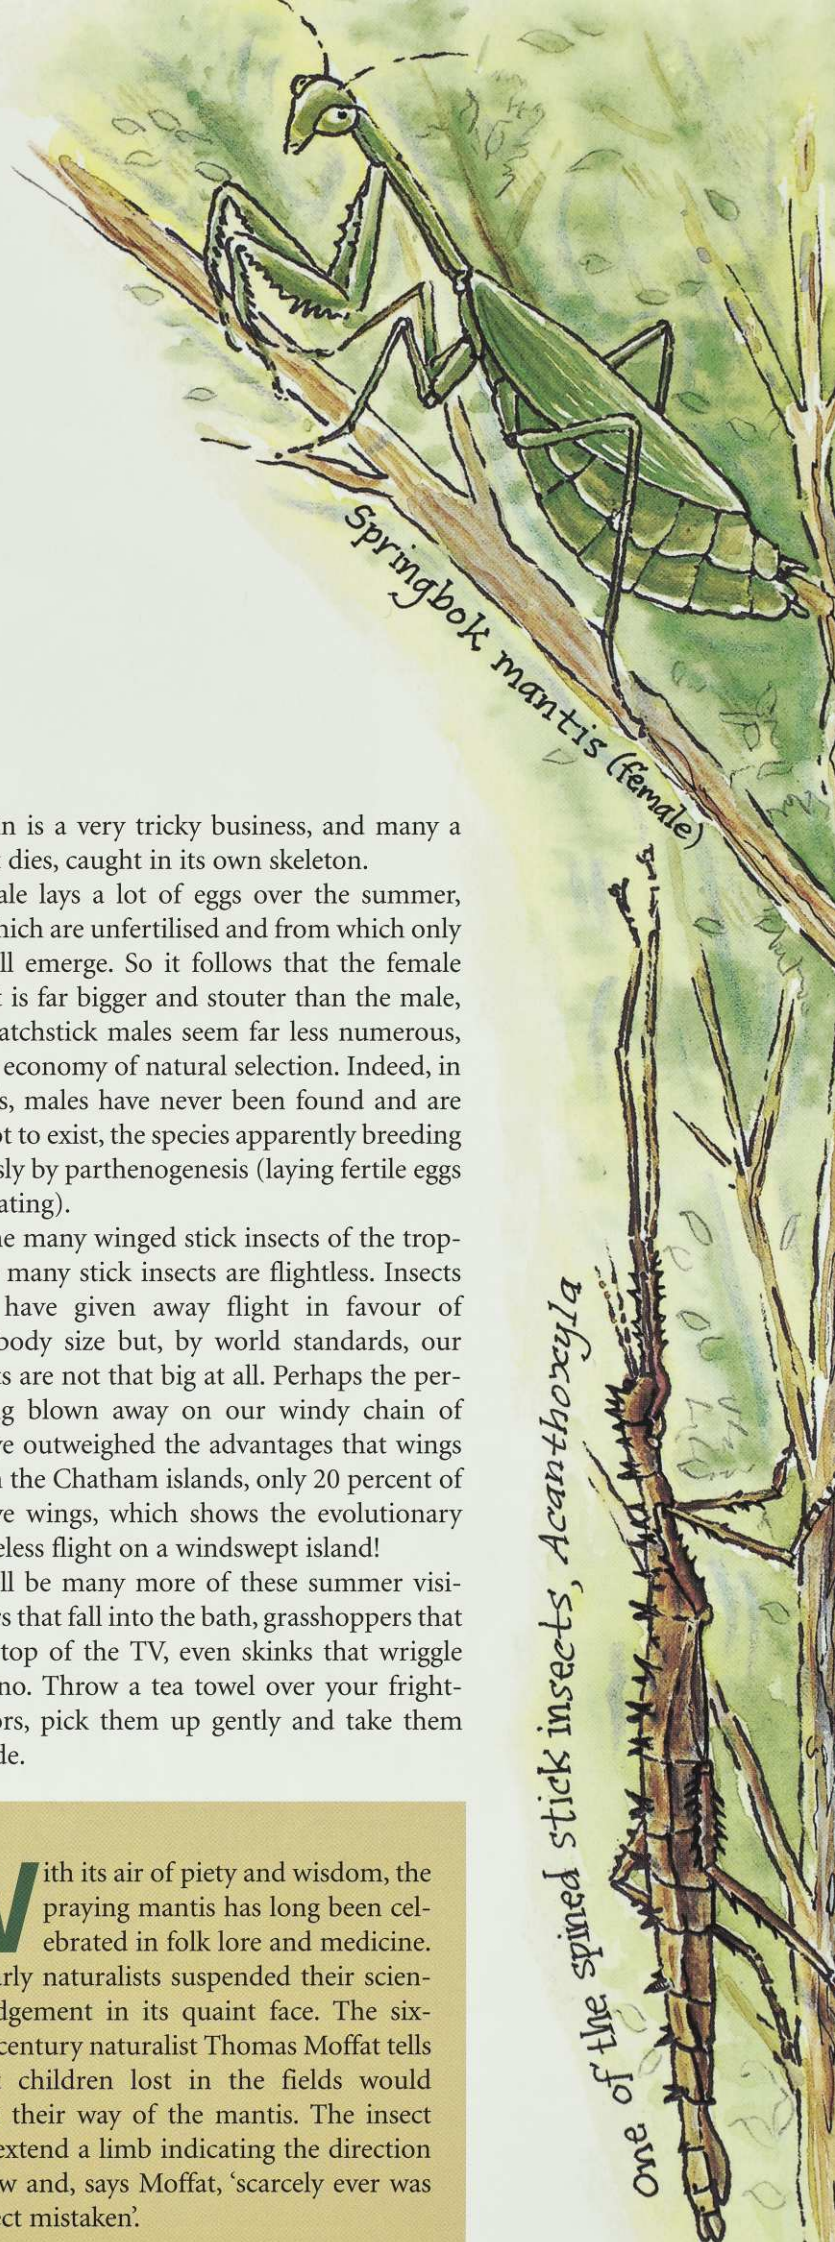 Springbok mantis (female)
in is a very tricky business, and many a
t dies, caught in its own skeleton.
ale lays a lot of eggs over the summer,
hich are unfertilised and from which only
ll emerge. So it follows that the female
t is far bigger and stouter than the male,
atchstick males seem far less numerous,
economy of natural selection. Indeed, in
s, males have never been found and are
ot to exist, the species apparently breeding
sly by parthenogenesis (laying fertile eggs
ating).
he many winged stick insects of the trop-
many stick insects are flightless. Insects
have given away flight in favour of
body size but, by world standards, our
ts are not that big at all. Perhaps the per-
g blown away on our windy chain of
ve outweighed the advantages that wings
n the Chatham islands, only 20 percent of
ve wings, which shows the evolutionary
eless flight on a windswept island!
ll be many more of these summer visi-
rs that fall into the bath, grasshoppers that
top of the TV, even skinks that wriggle
no. Throw a tea towel over your fright-
ors, pick them up gently and take them
de.
One of the spined stick insects, Acanthoxyla
With its air of piety and wisdom, the
praying mantis has long been cel-
ebrated in folk lore and medicine.
arly naturalists suspended their scien-
dgement in its quaint face. The six-
century naturalist Thomas Moffat tells
t children lost in the fields would
their way of the mantis. The insect
extend a limb indicating the direction
w and, says Moffat, ‘scarcely ever was
ect mistaken’.